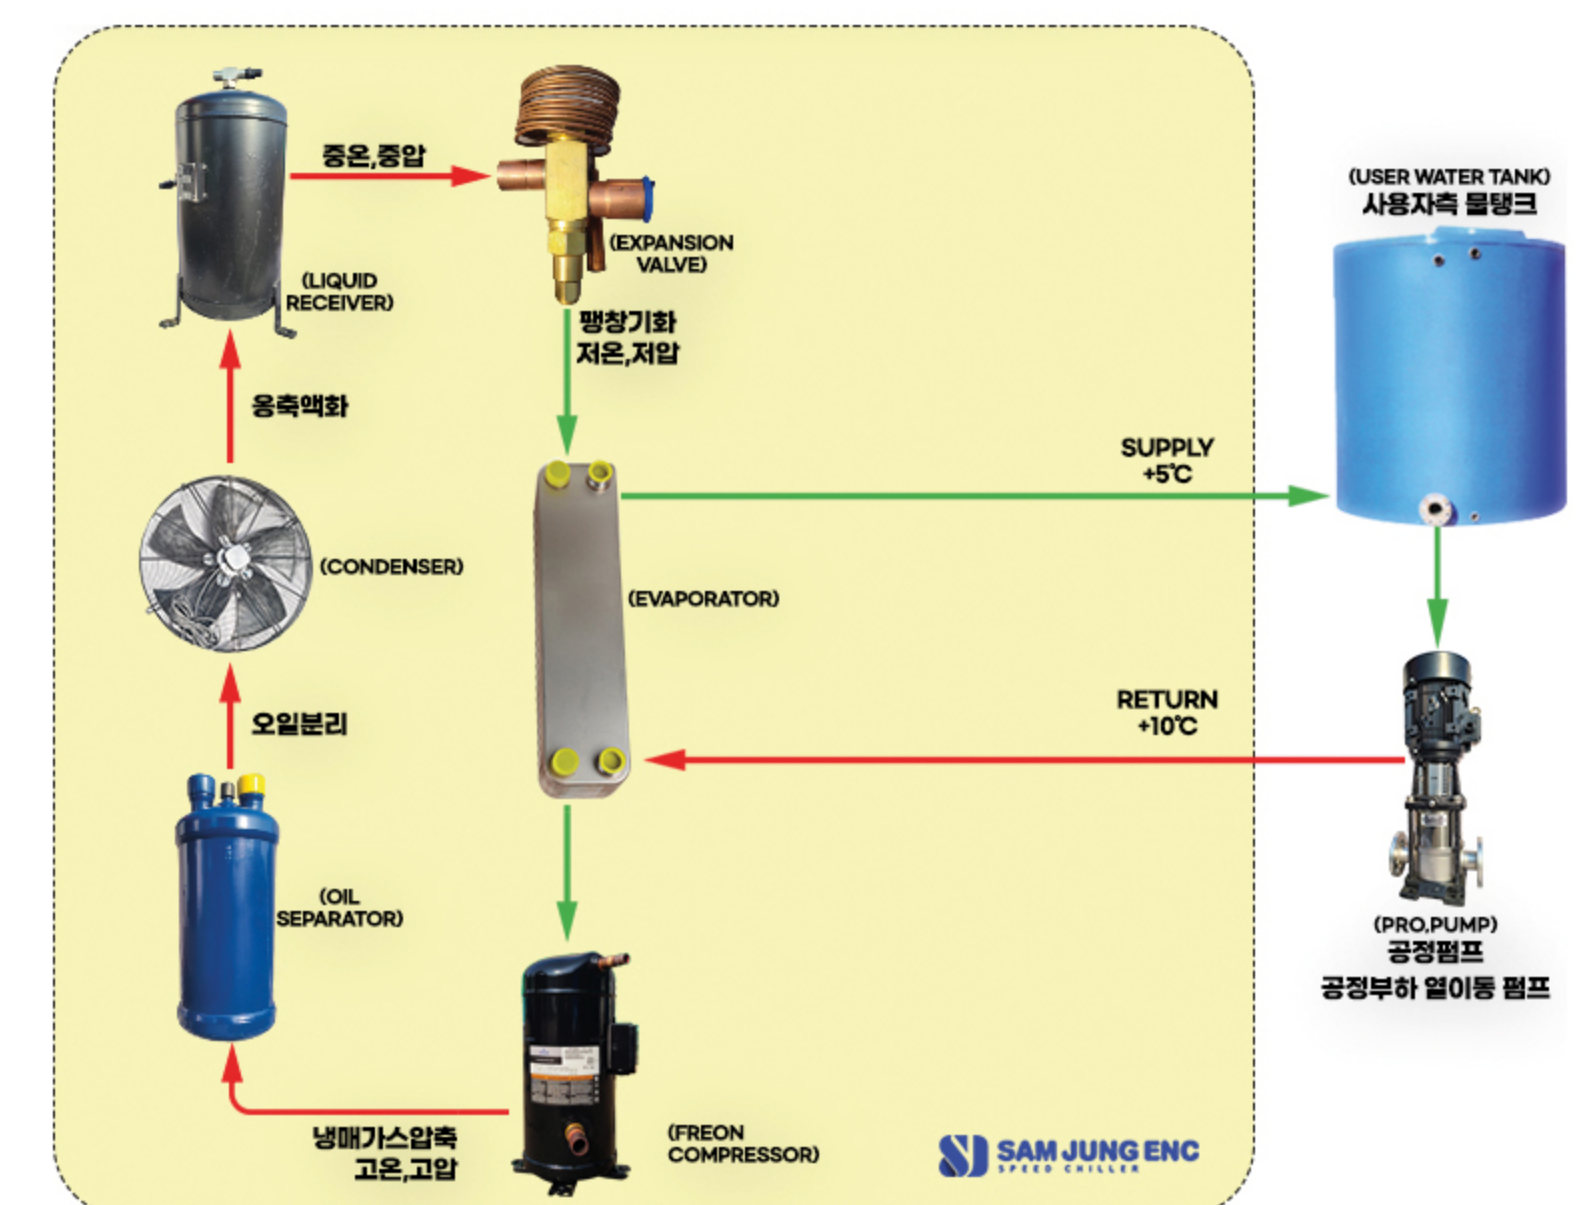 중온,중압
(EXPANSION
VALVE)
(LIQUID
RECEIVER)
팽창기화
저온,저압
응축액화
(CONDENSER)
(EVAPORATOR)
오일분리
(OIL
SEPARATOR)
냉매가스압축
고온,고압
(FREON
COMPRESSOR)
SUPPLY
+5℃
RETURN
+10℃
(USER WATER TANK)
사용자측 물탱크
(PRO.PUMP)
공정펌프
공정부하 열이동 펌프
SAM JUNG ENC
SPEED CHILLER